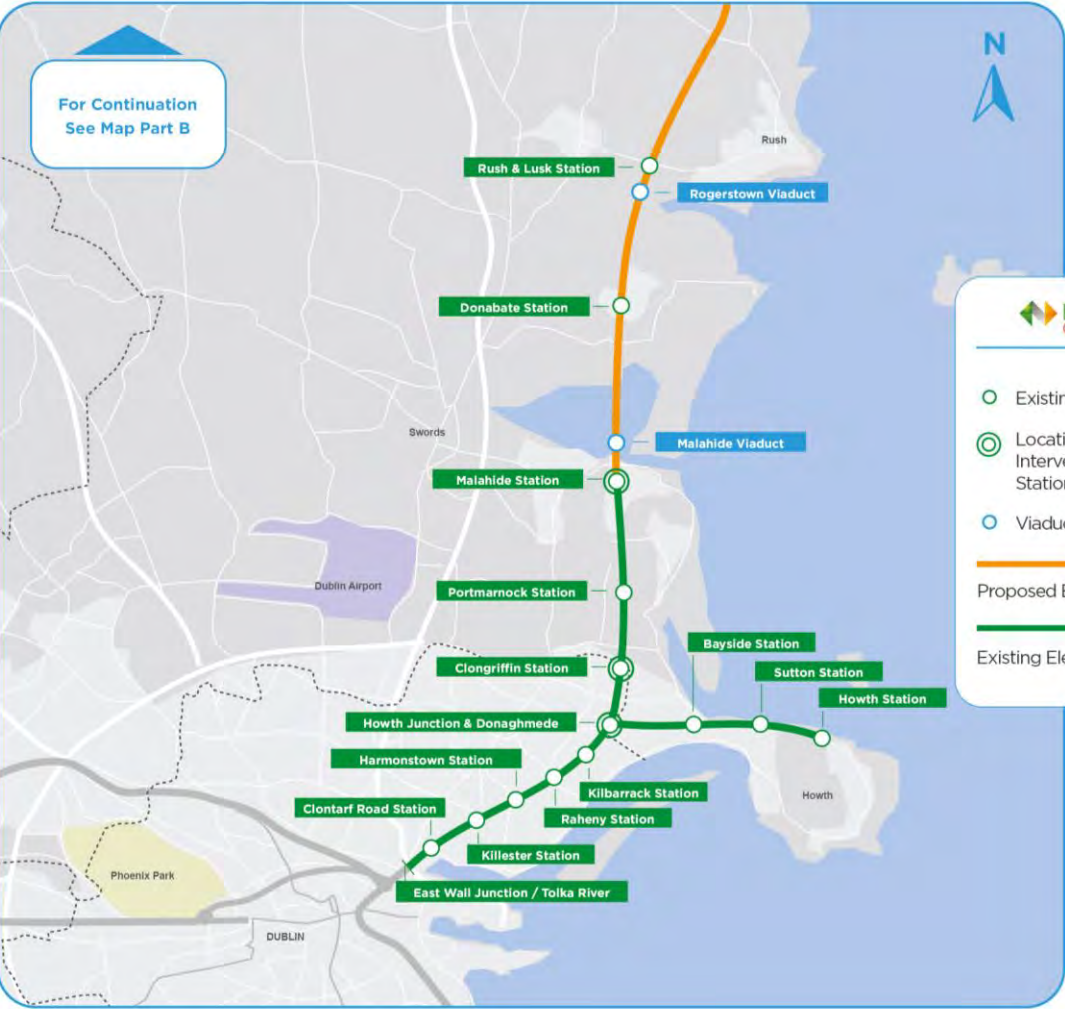 For Continuation
See Map Part B
N
Rush
Rush & Lusk Station
Rogerstown Viaduct
Donabate Station
Swords
Malahide Viaduct
Malahide Station
Dublin Airport
Portmarnock Station
Bayside Station
Clongriffin Station
Sutton Station
Howth Station
Howth Junction & Donaghmede
Harmonstown Station
Kilbarrack Station
Howth
Clontarf Road Station
Raheny Station
Killester Station
Phoenix Park
East Wall Junction / Tolka River
DUBLIN
Existin
Locati
Interve
Station
Viaduc
Proposed E
Existing Ele